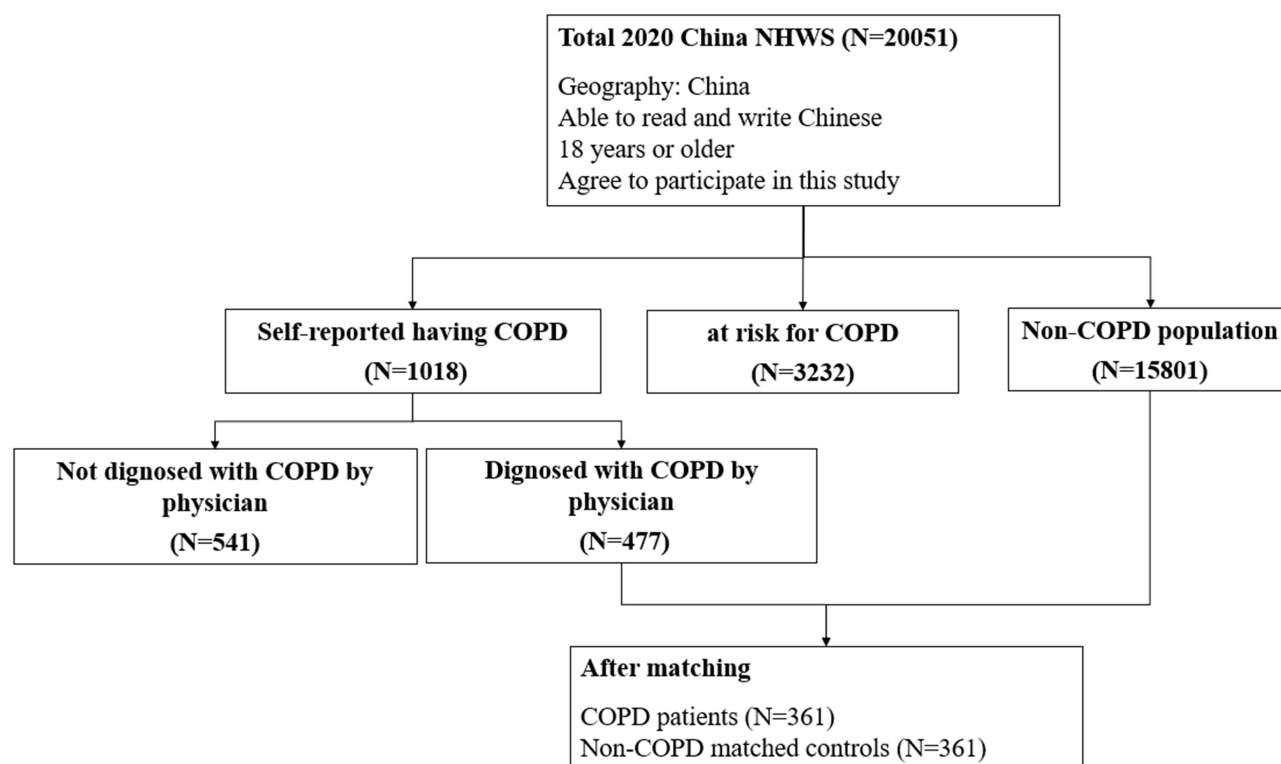 Total 2020 China NHWS (N=20051)
Geography: China
Able to read and write Chinese
18 years or older
Agree to participate in this study
Self-reported having COPD
(N=1018)
at risk for COPD
(N=3232)
Non-COPD population
(N=15801)
Not dignosed with COPD by
physician
(N=541)
Dignosed with COPD by
physician
(N=477)
After matching
COPD patients (N=361)
Non-COPD matched controls (N=361)